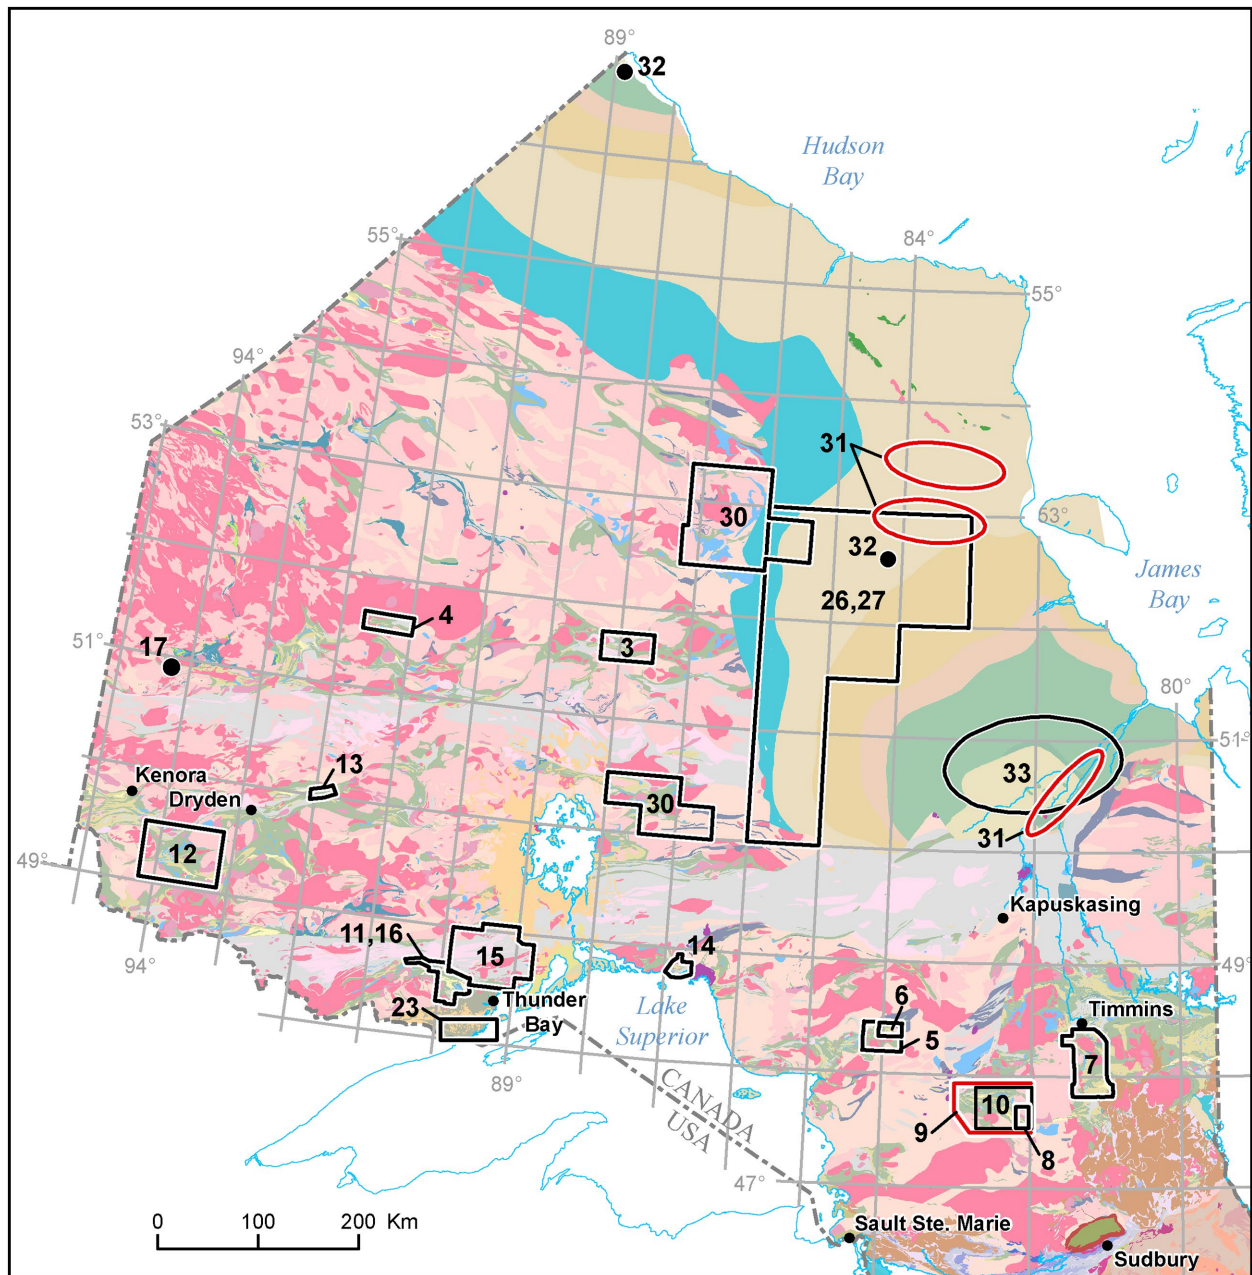 89°
32
Hudson
Bay
55°
84°
55°
94°
53°
31
30
53°
32
James
Bay
26,27
4
3
51°
17
80°
51°
13
Kenora
Dryden
33
30
31
12
49°
Kapuskasing
11,16
15
14
94°
49°
Thunder
Bay
23
Lake
Superior
6
5
Timmins
7
89°
CANADA
USA
10
9
8
47°
0 100 200 Km
Sault Ste. Marie
Sudbury